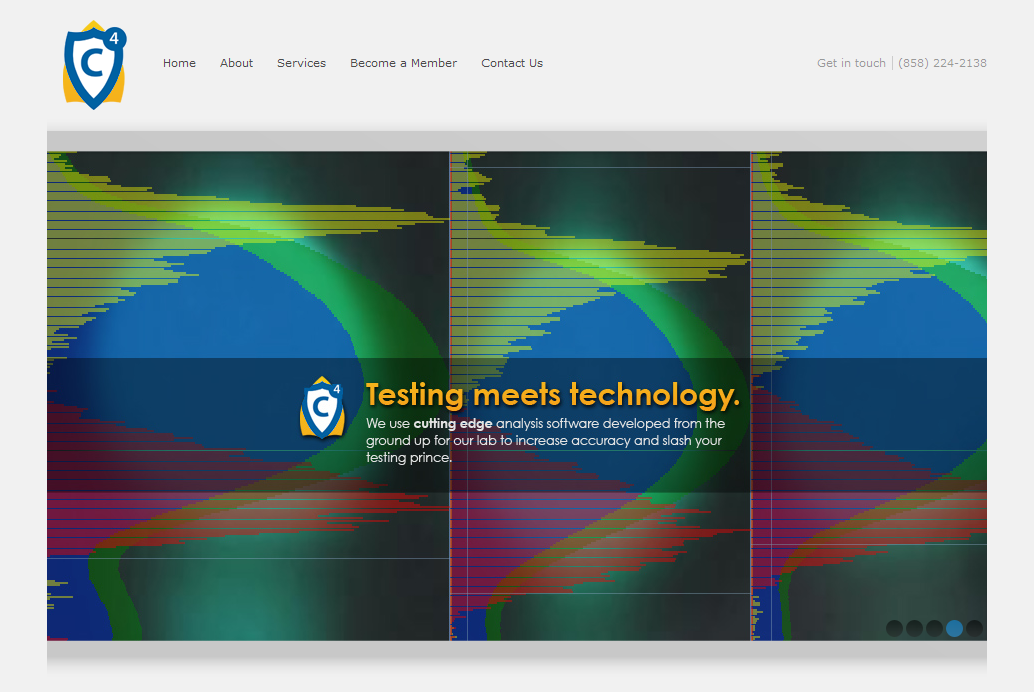 C 4
Home About Services Become a Member Contact Us
Get in touch | (858) 224-2138
C 4
Testing meets technology.
We use cutting edge analysis software developed from the
ground up for our lab to increase accuracy and slash your
testing prince.